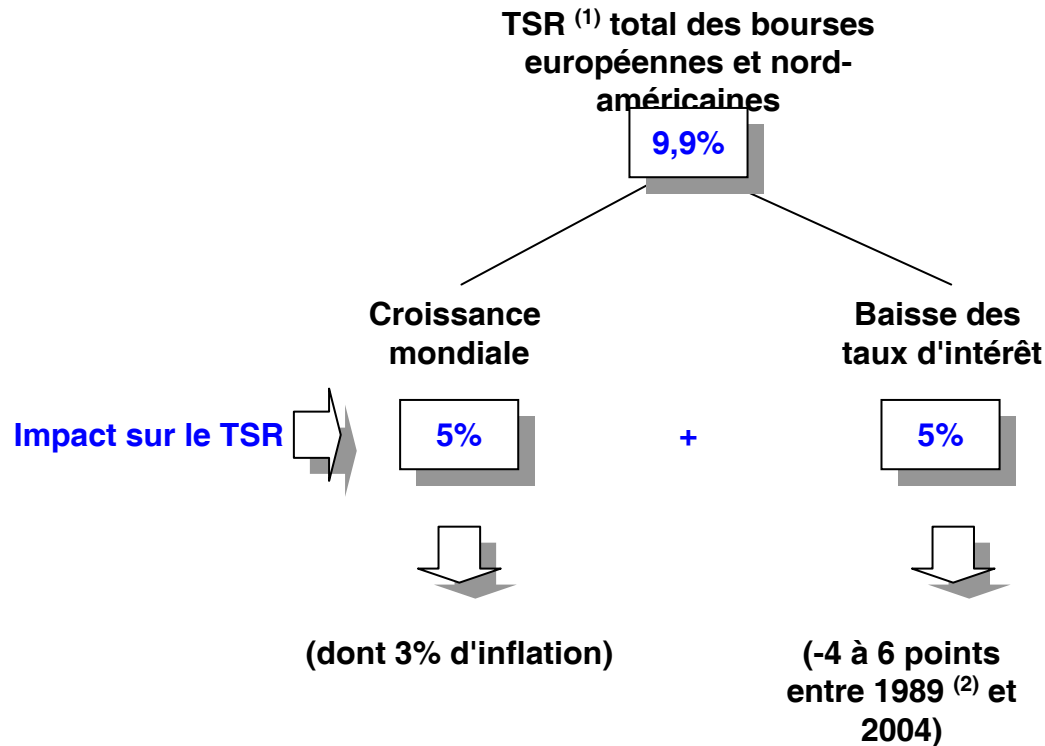 TSR (1) total des bourses
européennes et nord-
américaines
9,9%
Croissance
mondiale
Baisse des
taux d'intérêt
Impact sur le TSR
5%
+
5%
(dont 3% d'inflation)
(-4 à 6 points
entre 1989 (2) et
2004)